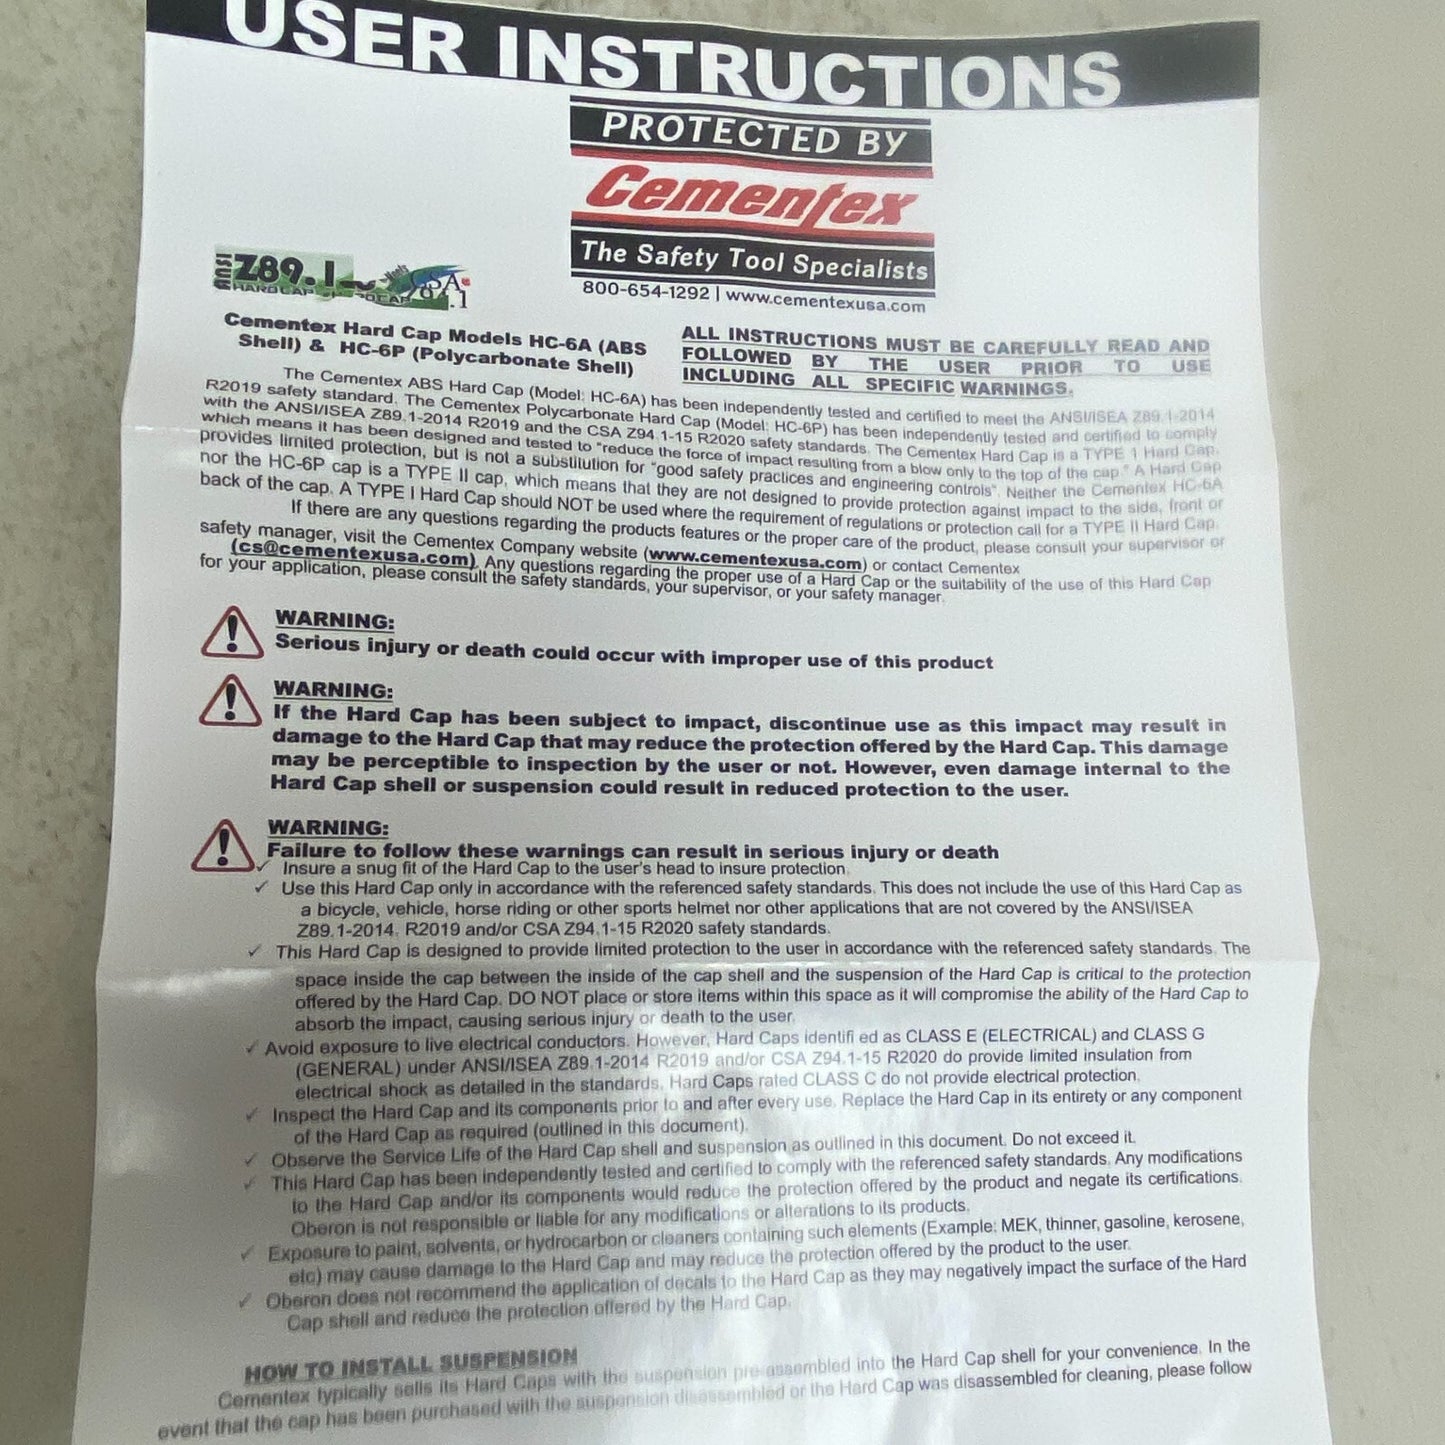 USER INSTRUCTIONS
PROTECTED BY
Cementex
The Safety Tool Specialists
800-654-1292 | www.cementexusa.com
ANSI Z89.1
HARD CAP
CSA
.1
Cementex Hard Cap Models HC-6A (ABS
Shell) & HC-6P (Polycarbonate Shell)
ALL INSTRUCTIONS MUST BE CAREFULLY READ AND
FOLLOWED BY THE USER PRIOR TO USE
INCLUDING ALL SPECIFIC WARNINGS.
The Cementex ABS Hard Cap (Model: HC-6A) has been independently tested and certified to meet the ANSI/ISEA Z89.1-2014
R2019 safety standard. The Cementex Polycarbonate Hard Cap (Model: HC-6P) has been independently tested and certified to comply
with the ANSI/ISEA Z89.1-2014 R2019 and the CSA Z94.1-15 R2020 safety standards. The Cementex Hard Cap is a TYPE 1 Hard Cap,
which means it has been designed and tested to "reduce the force of impact resulting from a blow only to the top of the cap." A Hard Cap
provides limited protection, but is not a substitution for "good safety practices and engineering controls". Neither the Cementex HC-6A
nor the HC-6P cap is a TYPE II cap, which means that they are not designed to provide protection against impact to the side, front or
back of the cap. A TYPE I Hard Cap should NOT be used where the requirement of regulations or protection call for a TYPE II Hard Cap.
If there are any questions regarding the products features or the proper care of the product, please consult your supervisor or
safety manager, visit the Cementex Company website (www.cementexusa.com) or contact Cementex
(cs@cementexusa.com). Any questions regarding the proper use of a Hard Cap or the suitability of the use of this Hard Cap
for your application, please consult the safety standards, your supervisor, or your safety manager.
WARNING:
Serious injury or death could occur with improper use of this product
WARNING:
If the Hard Cap has been subject to impact, discontinue use as this impact may result in
damage to the Hard Cap that may reduce the protection offered by the Hard Cap. This damage
may be perceptible to inspection by the user or not. However, even damage internal to the
Hard Cap shell or suspension could result in reduced protection to the user.
WARNING:
Failure to follow these warnings can result in serious injury or death
✓ Insure a snug fit of the Hard Cap to the user's head to insure protection.
✓ Use this Hard Cap only in accordance with the referenced safety standards. This does not include the use of this Hard Cap as
a bicycle, vehicle, horse riding or other sports helmet nor other applications that are not covered by the ANSI/ISEA
Z89.1-2014. R2019 and/or CSA Z94.1-15 R2020 safety standards.
✓ This Hard Cap is designed to provide limited protection to the user in accordance with the referenced safety standards. The
space inside the cap between the inside of the cap shell and the suspension of the Hard Cap is critical to the protection
offered by the Hard Cap. DO NOT place or store items within this space as it will compromise the ability of the Hard Cap to
absorb the impact, causing serious injury or death to the user.
✓ Avoid exposure to live electrical conductors. However, Hard Caps identifi ed as CLASS E (ELECTRICAL) and CLASS G
(GENERAL) under ANSI/ISEA Z89.1-2014 R2019 and/or CSA Z94.1-15 R2020 do provide limited insulation from
electrical shock as detailed in the standards. Hard Caps rated CLASS C do not provide electrical protection.
✓ Inspect the Hard Cap and its components prior to and after every use. Replace the Hard Cap in its entirety or any component
of the Hard Cap as required (outlined in this document).
✓ Observe the Service Life of the Hard Cap shell and suspension as outlined in this document. Do not exceed it.
✓ This Hard Cap has been independently tested and certified to comply with the referenced safety standards. Any modifications
to the Hard Cap and/or its components would reduce the protection offered by the product and negate its certifications.
Oberon is not responsible or liable for any modifications or alterations to its products.
✓ Exposure to paint, solvents, or hydrocarbon or cleaners containing such elements (Example: MEK, thinner, gasoline, kerosene,
etc) may cause damage to the Hard Cap and may reduce the protection offered by the product to the user.
✓ Oberon does not recommend the application of decals to the Hard Cap as they may negatively impact the surface of the Hard
Cap shell and reduce the protection offered by the Hard Cap.
HOW TO INSTALL SUSPENSION
Cementex typically sells its Hard Caps with the suspension pre-assembled into the Hard Cap shell for your convenience. In the
event that the cap has been purchased with the suspension disassembled or the Hard Cap was disassembled for cleaning, please follow